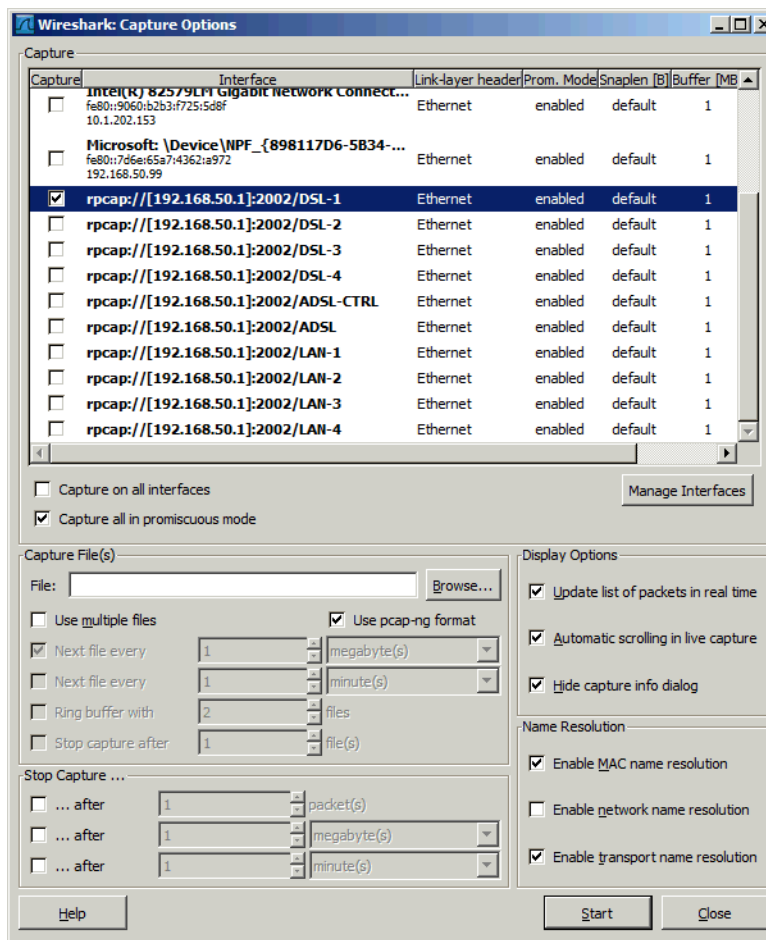 Wireshark: Capture Options
Capture
Capture Interface Link-layer header Prom. Mode Snaplen [B] Buffer [MB
Intel(R) 82579LM Gigabit Network Connect...
fe80::9060:b2b3:f725:5d8f Ethernet enabled default 1
10.1.202.153
Microsoft: \Device\NPF_{898117D6-5B34-...
fe80::7d6e:65a7:4362:a972 Ethernet enabled default 1
192.168.50.99
rpcap://[192.168.50.1]:2002/DSL-1 Ethernet enabled default 1
rpcap://[192.168.50.1]:2002/DSL-2 Ethernet enabled default 1
rpcap://[192.168.50.1]:2002/DSL-3 Ethernet enabled default 1
rpcap://[192.168.50.1]:2002/DSL-4 Ethernet enabled default 1
rpcap://[192.168.50.1]:2002/ADSL-CTRL Ethernet enabled default 1
rpcap://[192.168.50.1]:2002/ADSL Ethernet enabled default 1
rpcap://[192.168.50.1]:2002/LAN-1 Ethernet enabled default 1
rpcap://[192.168.50.1]:2002/LAN-2 Ethernet enabled default 1
rpcap://[192.168.50.1]:2002/LAN-3 Ethernet enabled default 1
rpcap://[192.168.50.1]:2002/LAN-4 Ethernet enabled default 1
Capture on all interfaces
Manage Interfaces
Capture all in promiscuous mode
Capture File(s)
File: Browse...
Use multiple files Use pcap-ng format
Next file every 1 megabyte(s)
Next file every 1 minute(s)
Ring buffer with 2 files
Stop capture after 1 file(s)
Stop Capture ...
... after 1 packet(s)
... after 1 megabyte(s)
... after 1 minute(s)
Display Options
Update list of packets in real time
Automatic scrolling in live capture
Hide capture info dialog
Name Resolution
Enable MAC name resolution
Enable network name resolution
Enable transport name resolution
Help Start Close